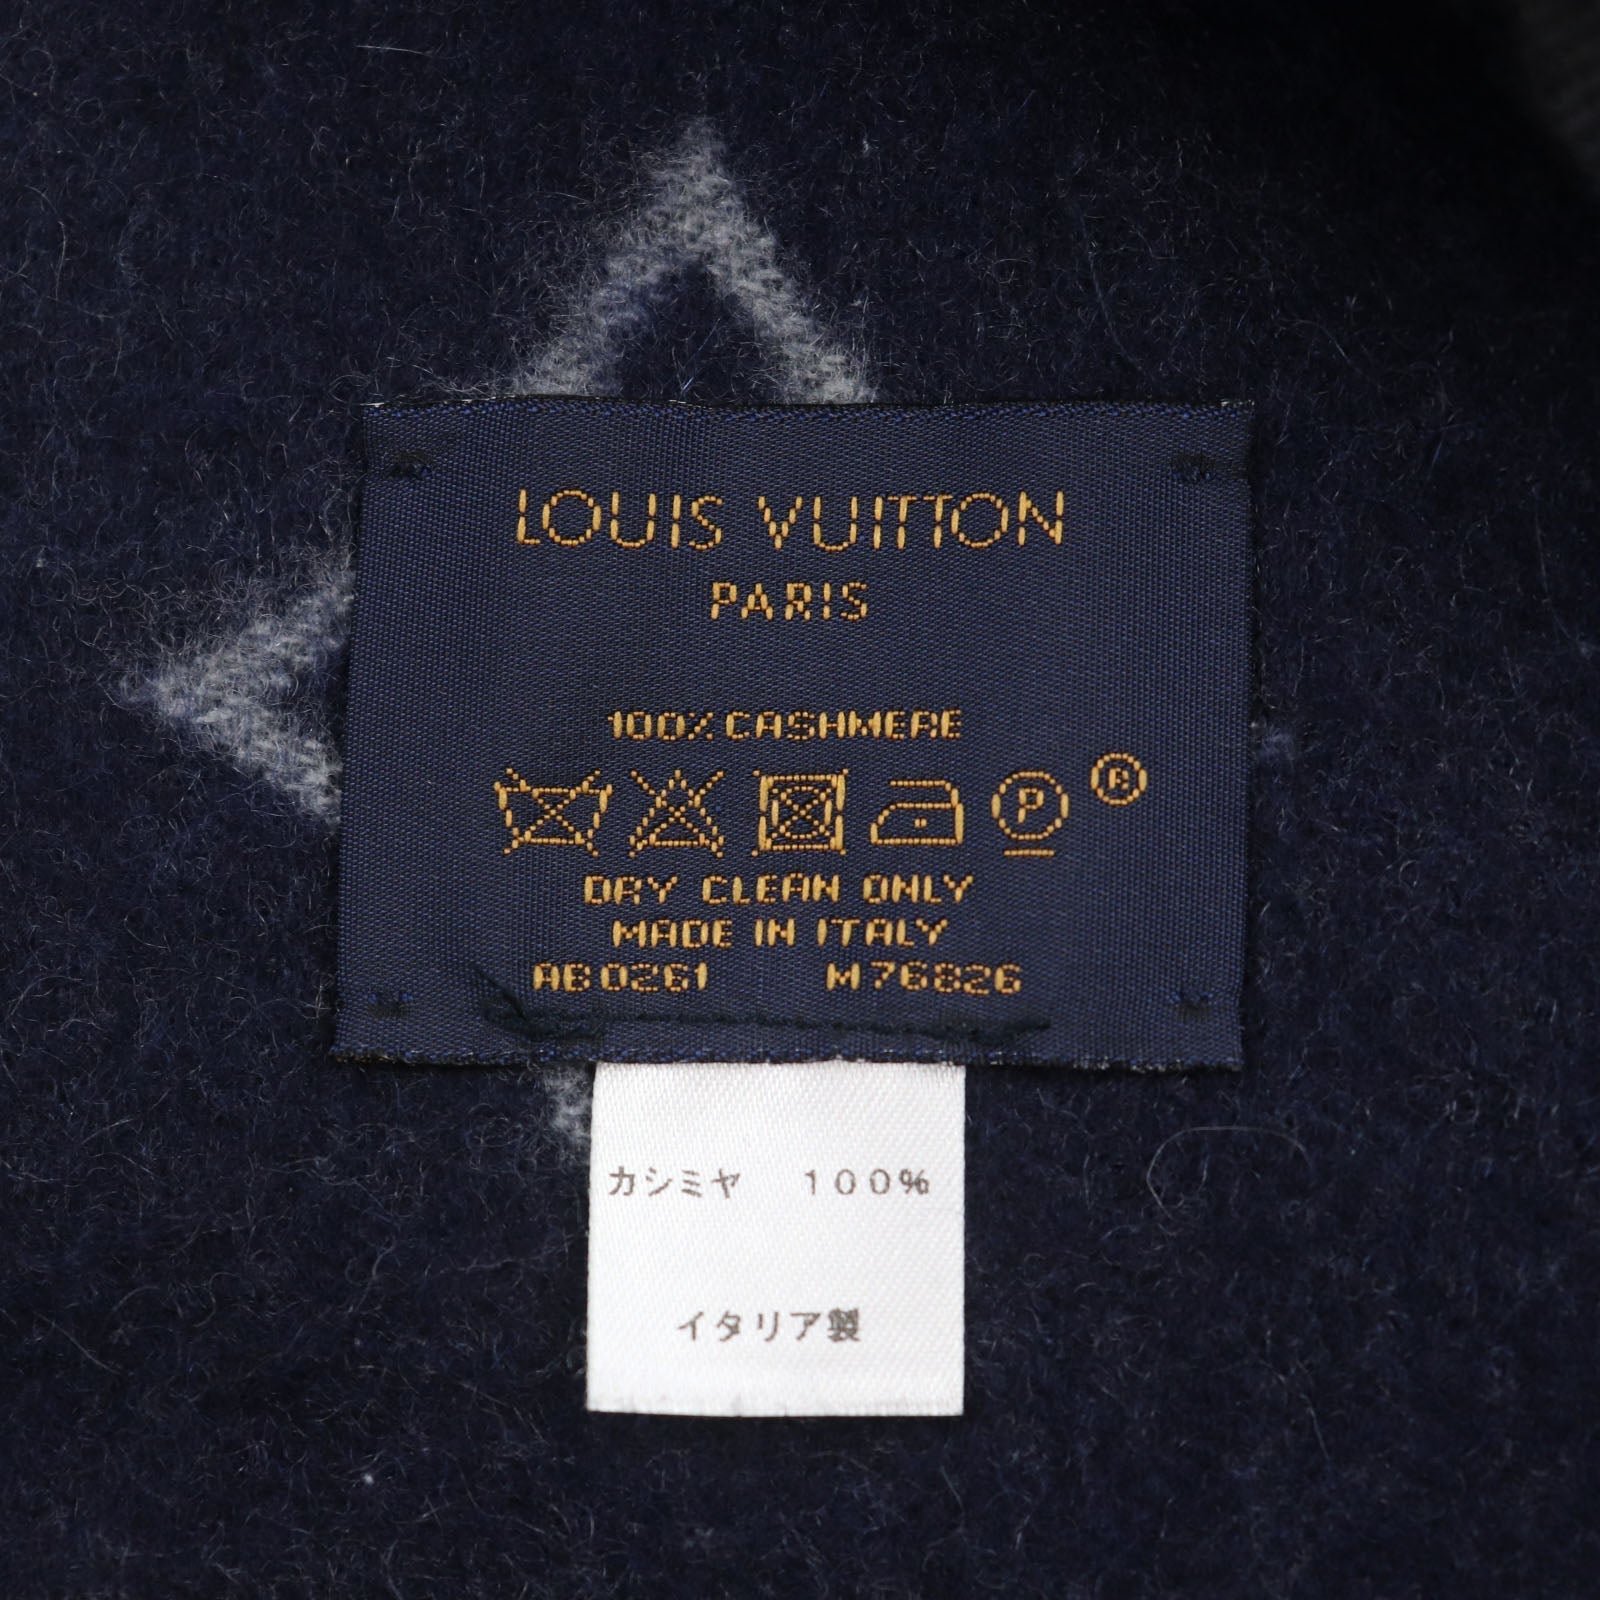 LOUIS VUITTON
PARIS
100% CASHMERE
P ®
DRY CLEAN ONLY
MADE IN ITALY
AB0261 M76826
カシミヤ 100%
イタリア製